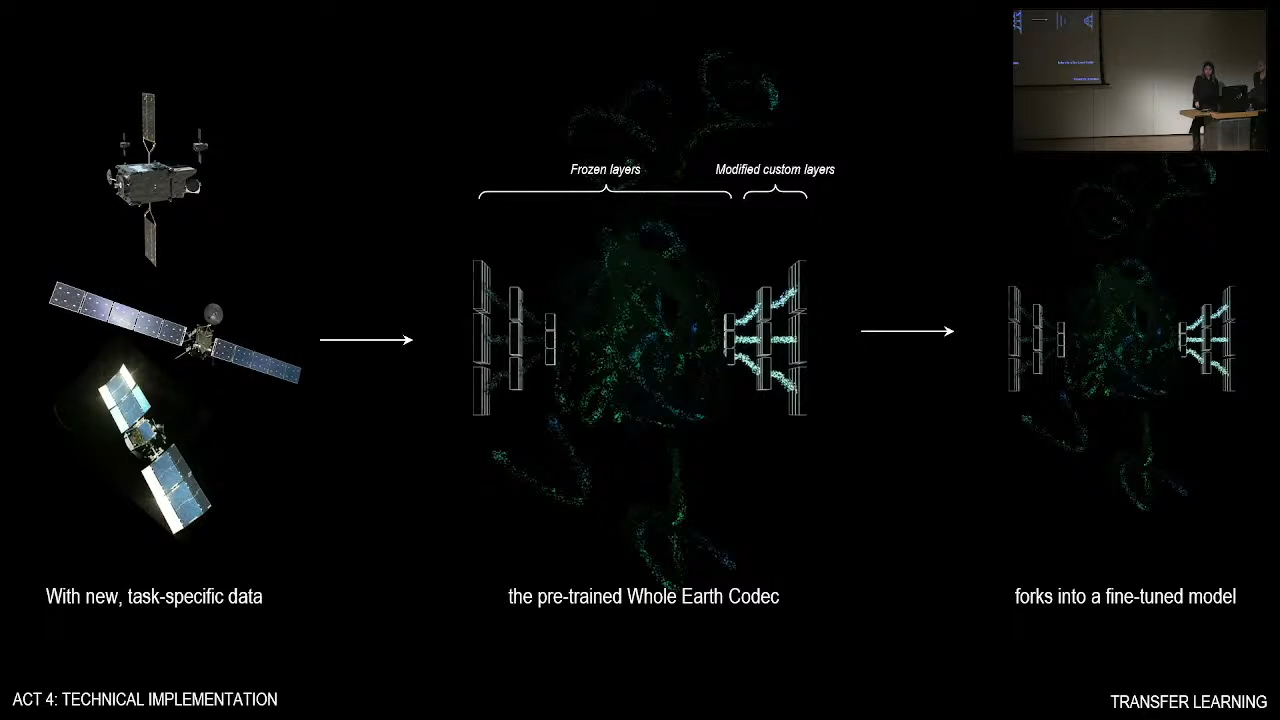 Frozen layers
Modified custom layers
With new, task-specific data
the pre-trained Whole Earth Codec
forks into a fine-tuned model
ACT 4: TECHNICAL IMPLEMENTATION
TRANSFER LEARNING